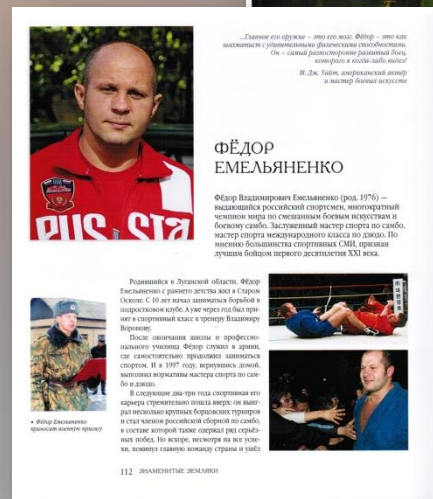 ...Главное его оружие – это его мозг. Фёдор – это как
шахматист с удивительными физическими способностями.
Он – самый разносторонне развитый боец,
которого я когда-либо видел!
М. Дж. Уайт, американский актёр
и мастер боевых искусств
ФЁДОР
ЕМЕЛЬЯНЕНКО
Фёдор Владимирович Емельяненко (род. 1976) —
выдающийся российский спортсмен, многократный
чемпион мира по смешанным боевым искусствам и
боевому самбо. Заслуженный мастер спорта по самбо,
мастер спорта международного класса по дзюдо. По
мнению большинства спортивных СМИ, признан
лучшим бойцом первого десятилетия XXI века.
Russia
Родившийся в Луганской области, Фёдор
Емельяненко с раннего детства жил в Старом
Осколе. С 10 лет начал заниматься борьбой в
подростковом клубе. А уже через год был при-
нят в спортивный класс к тренеру Владимиру
Воронову.
После окончания школы и профессио-
нального училища Фёдор служил в армии,
где самостоятельно продолжил заниматься
спортом. И в 1997 году, вернувшись домой,
выполнил нормативы мастера спорта по сам-
бо и дзюдо.
В следующие два-три года спортивная его
карьера стремительно пошла вверх: он выиг-
рал несколько крупных борцовских турниров
и стал членом российской сборной по самбо,
в составе которой также одержал ряд серьёз-
ных побед. Но вскоре, несмотря на все успе-
хи, покинул главную команду страны и ушёл
• Фёдор Емельяненко
приносит военную присягу
112 ЗНАМЕНИТЫЕ ЗЕМЛЯКИ